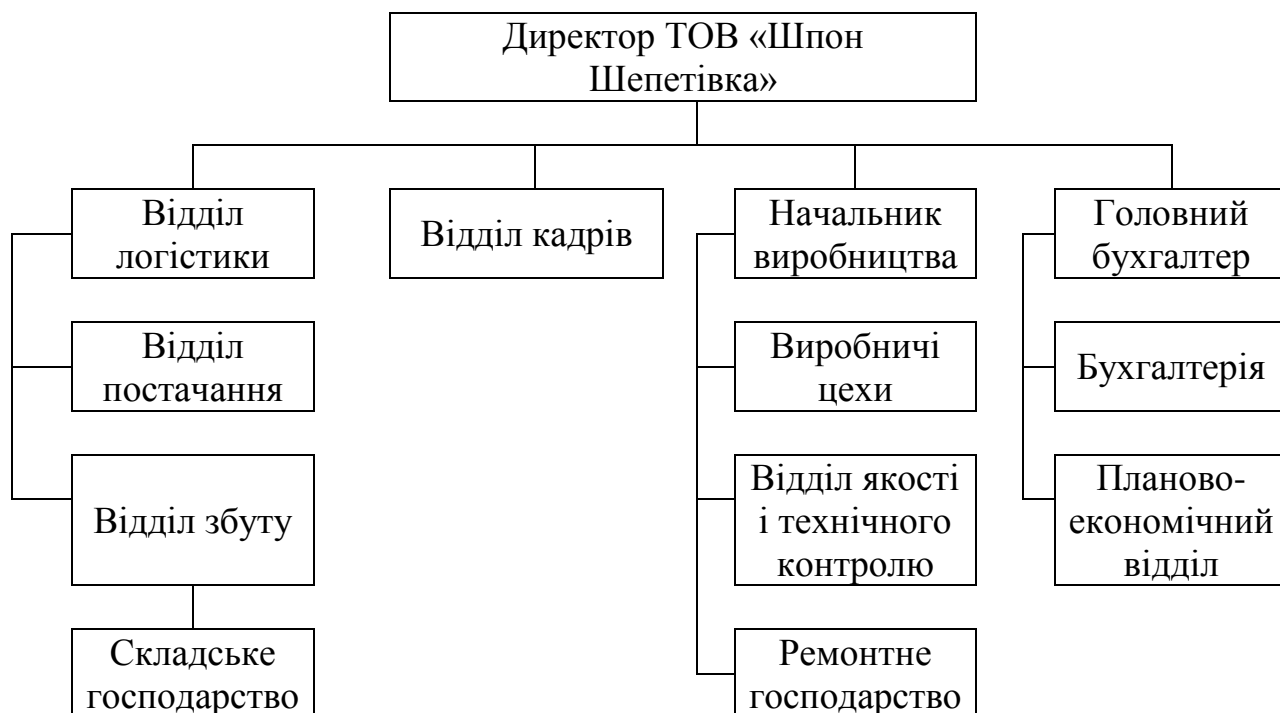 Директор ТОВ «Шпон
Шепетівка»
Відділ
логістики
Відділ кадрів
Начальник
виробництва
Головний
бухгалтер
Відділ
постачання
Виробничі
цехи
Бухгалтерія
Відділ збуту
Відділ якості
і технічного
контролю
Планово-
економічний
відділ
Складське
господарство
Ремонтне
господарство